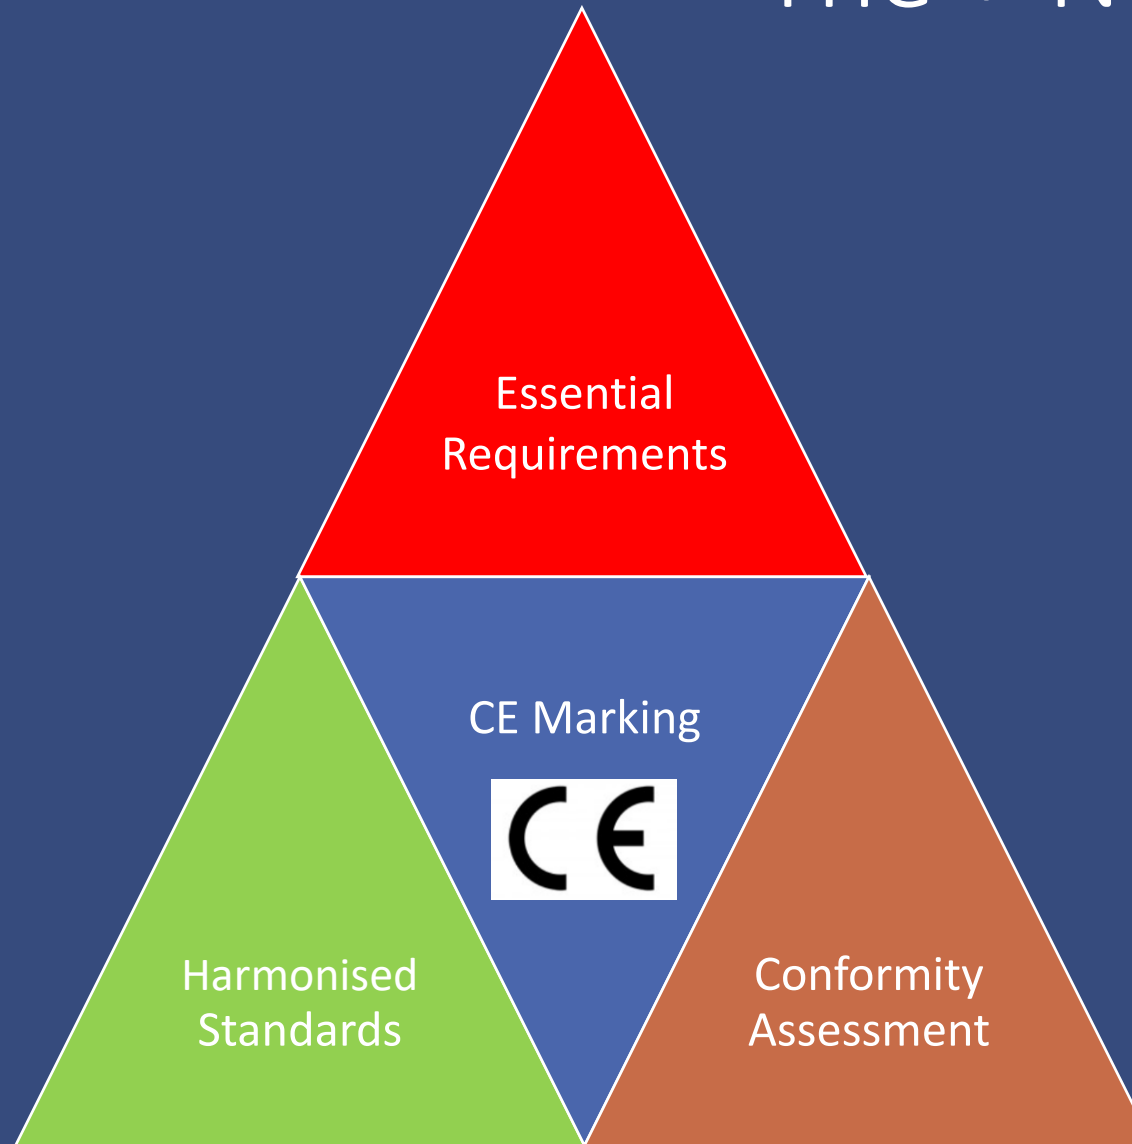 Essential
Requirements
CE Marking
CE
Harmonised
Standards
Conformity
Assessment